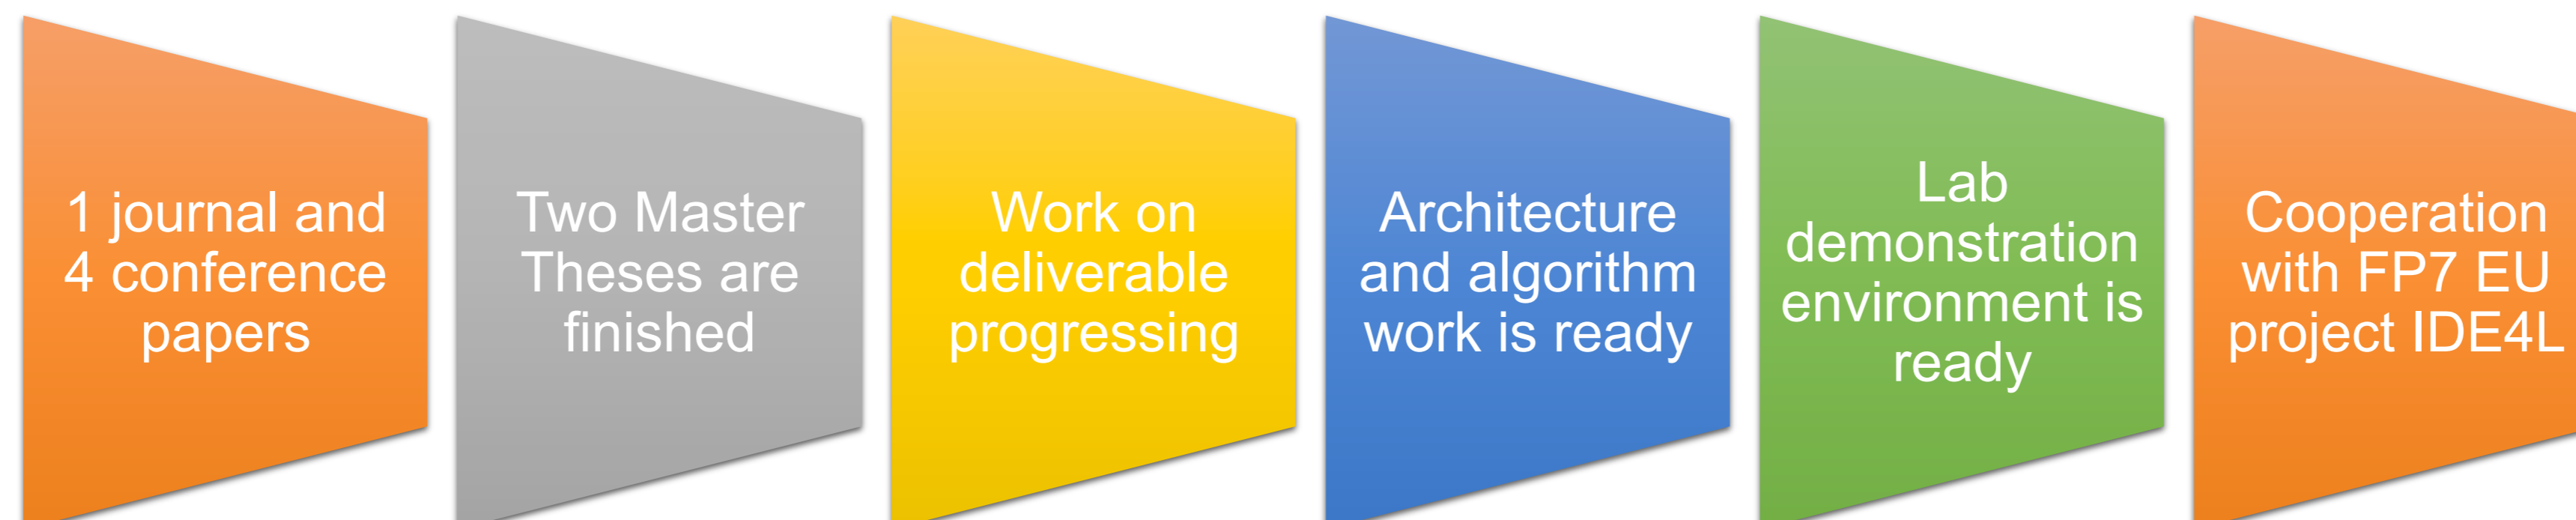 1 journal and
4 conference
papers
Two Master
Theses are
finished
Work on
deliverable
progressing
Architecture
and algorithm
work is ready
Lab
demonstration
environment is
ready
Cooperation
with FP7 EU
project IDE4L